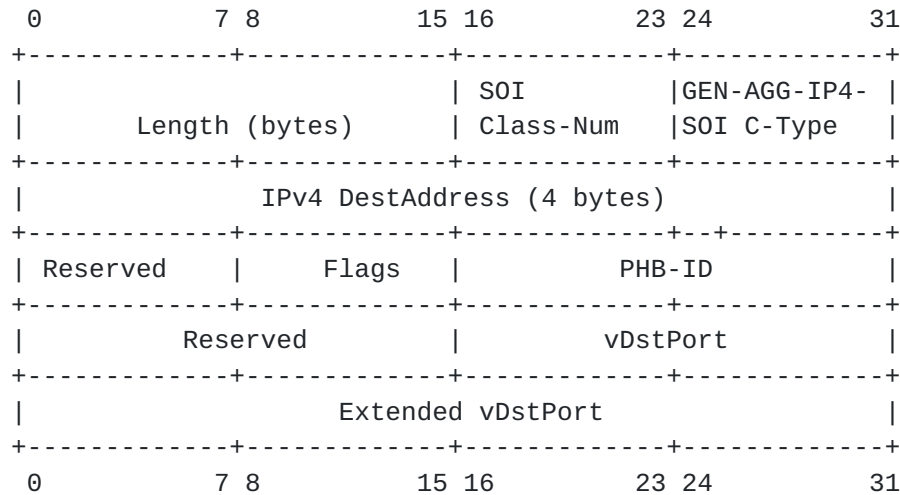 0             7 8            15 16           23 24           31
+-------------+-------------+-------------+-------------+
|                           | SOI         |GEN-AGG-IP4- |
|       Length (bytes)      | Class-Num   |SOI C-Type   |
+-------------+-------------+-------------+-------------+
|               IPv4 DestAddress (4 bytes)              |
+-------------+-------------+-------------+--+----------+
| Reserved    |     Flags   |          PHB-ID           |
+-------------+-------------+-------------+-------------+
|          Reserved         |         vDstPort          |
+-------------+-------------+-------------+-------------+
|                    Extended vDstPort                  |
+-------------+-------------+-------------+-------------+
0             7 8            15 16           23 24           31